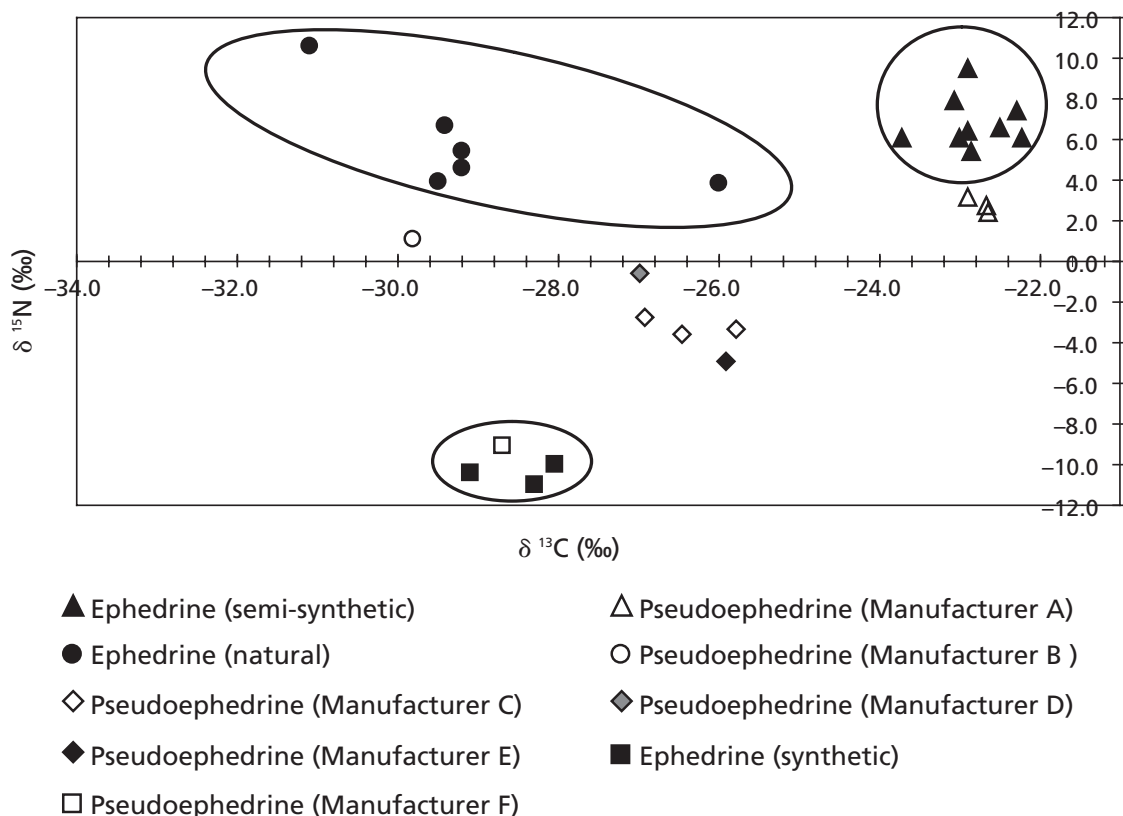 12.0
10.0
8.0
6.0
4.0
2.0
0.0
−34.0 −32.0 −30.0 −28.0 −26.0 −24.0 −22.0
−2.0
−4.0
−6.0
−8.0
−10.0
−12.0
δ ¹⁵N (‰)
δ ¹³C (‰)
Ephedrine (semi-synthetic)
Pseudoephedrine (Manufacturer A)
Ephedrine (natural)
Pseudoephedrine (Manufacturer B )
Pseudoephedrine (Manufacturer C)
Pseudoephedrine (Manufacturer D)
Pseudoephedrine (Manufacturer E)
Ephedrine (synthetic)
Pseudoephedrine (Manufacturer F)